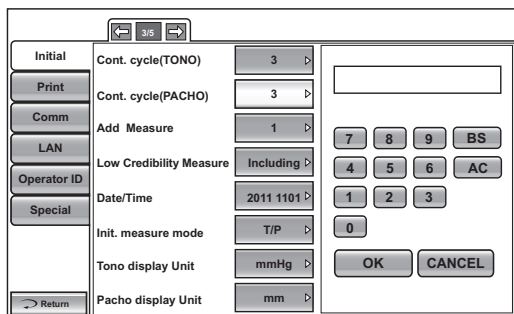 3/5
Initial
Print
Comm
LAN
Operator ID
Special
Return
Cont. cycle(TONO) 3
Cont. cycle(PACHO) 3
Add Measure 1
Low Credibility Measure Including
Date/Time 2011 1101
Init. measure mode T/P
Tono display Unit mmHg
Pacho display Unit mm
7 8 9 BS
4 5 6 AC
1 2 3
0
OK CANCEL